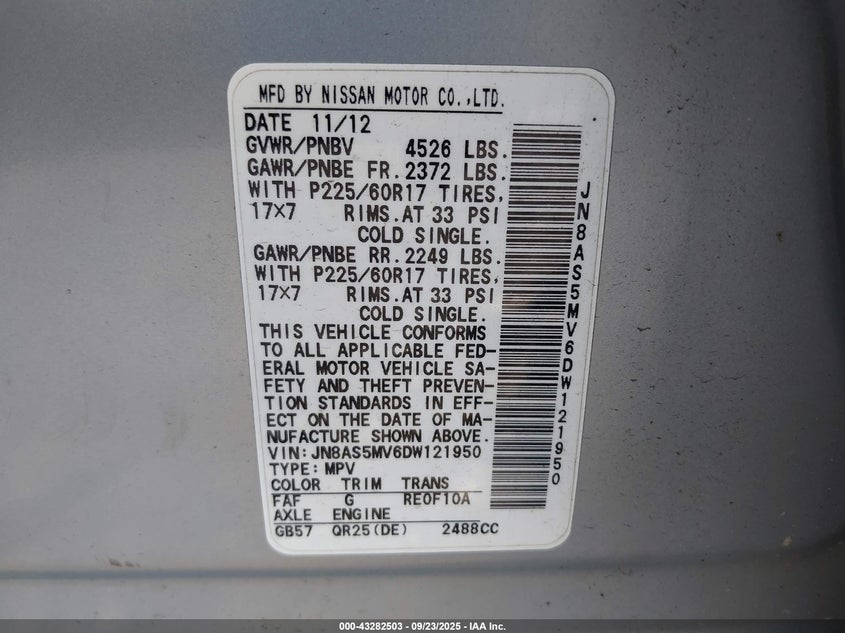 MFD BY NISSAN MOTOR CO.,LTD.
DATE 11/12
GVWR/PNBV 4526 LBS.
GAWR/PNBE FR.2372 LBS.
WITH P225/60R17 TIRES,
17×7 RIMS.AT 33 PSI
COLD SINGLE.
GAWR/PNBE RR.2249 LBS.
WITH P225/60R17 TIRES,
17×7 RIMS.AT 33 PSI
COLD SINGLE.
THIS VEHICLE CONFORMS
TO ALL APPLICABLE FED-
ERAL MOTOR VEHICLE SA-
FETY AND THEFT PREVEN-
TION STANDARDS IN EFF-
ECT ON THE DATE OF MA-
NUFACTURE SHOWN ABOVE.
VIN:JN8AS5MV6DW121950
TYPE:MPV
COLOR TRIM TRANS
FAF G RE0F10A
AXLE ENGINE
GB57 QR25(DE) 2488CC
JN8AS5MV6DW121950
000-43282503 - 09/23/2025 - IAA Inc.